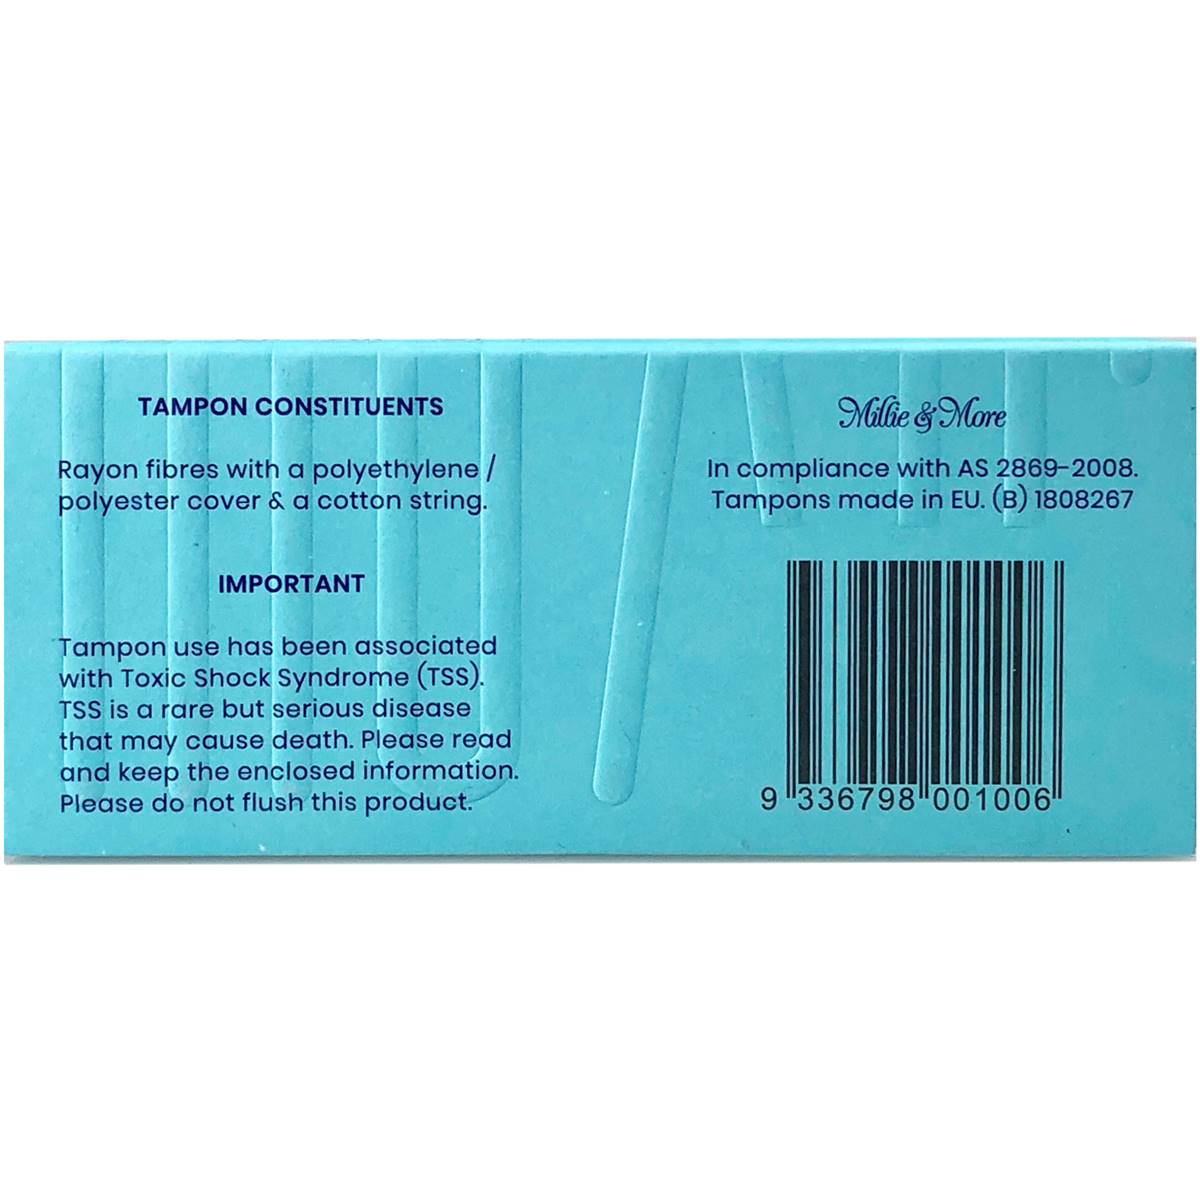 TAMPON CONSTITUENTS
Rayon fibres with a polyethylene /
polyester cover & a cotton string.
IMPORTANT
Tampon use has been associated
with Toxic Shock Syndrome (TSS).
TSS is a rare but serious disease
that may cause death. Please read
and keep the enclosed information.
Please do not flush this product.
Millie & More
In compliance with AS 2869-2008.
Tampons made in EU. (B) 1808267
9 336798 001006